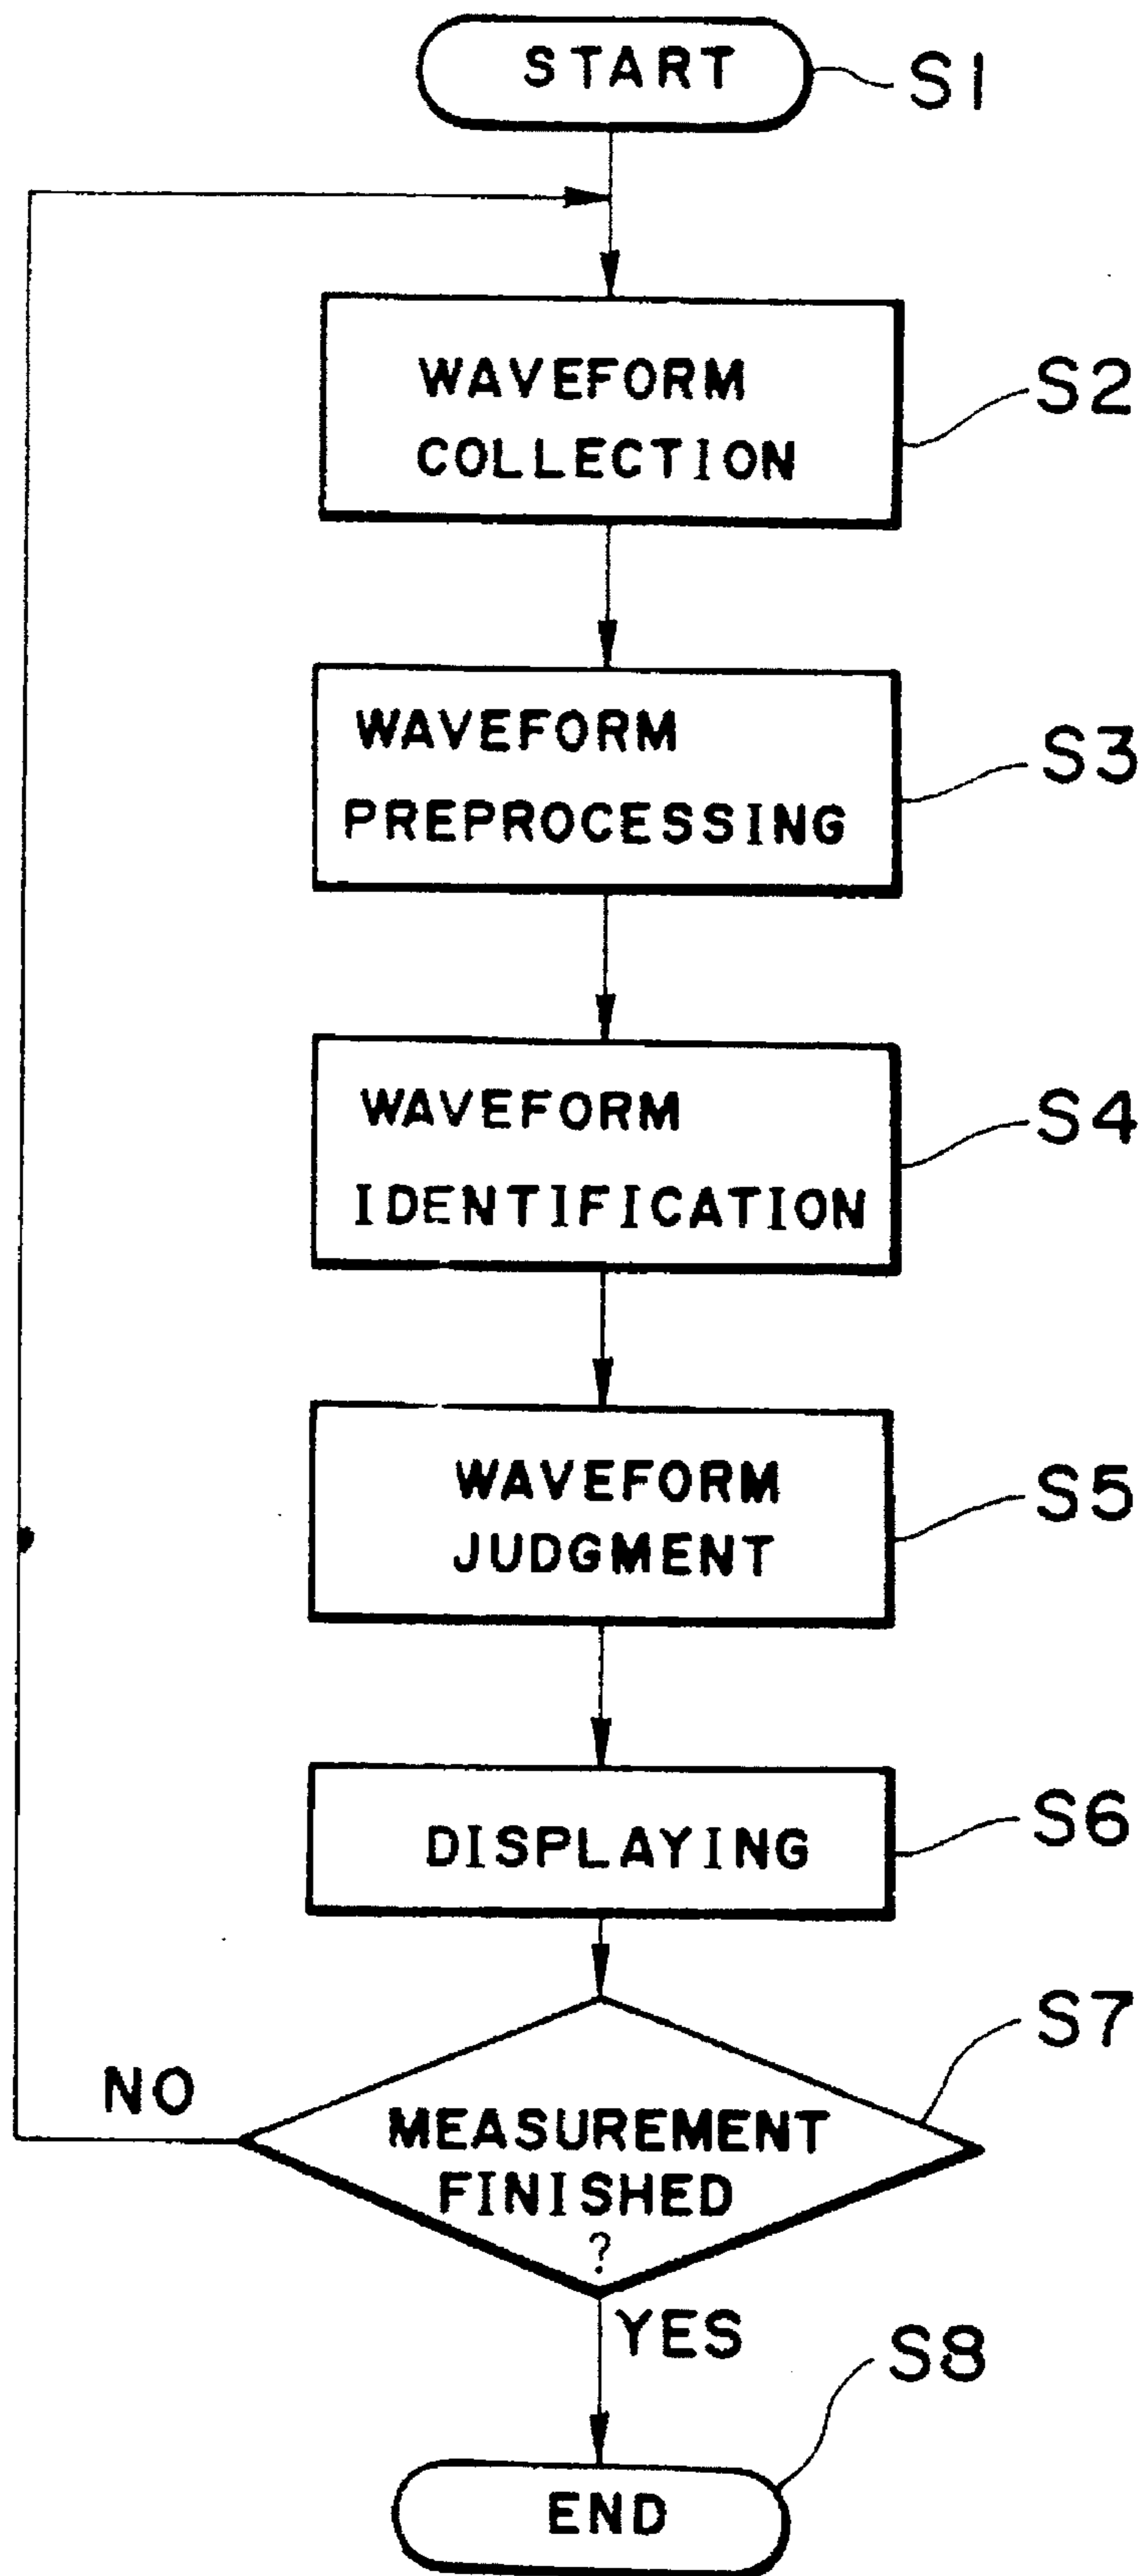 START
S1
WAVEFORM
COLLECTION
S2
WAVEFORM
PREPROCESSING
S3
WAVEFORM
IDENTIFICATION
S4
WAVEFORM
JUDGMENT
S5
DISPLAYING
S6
MEASUREMENT
FINISHED
?
S7
NO
YES
END
S8